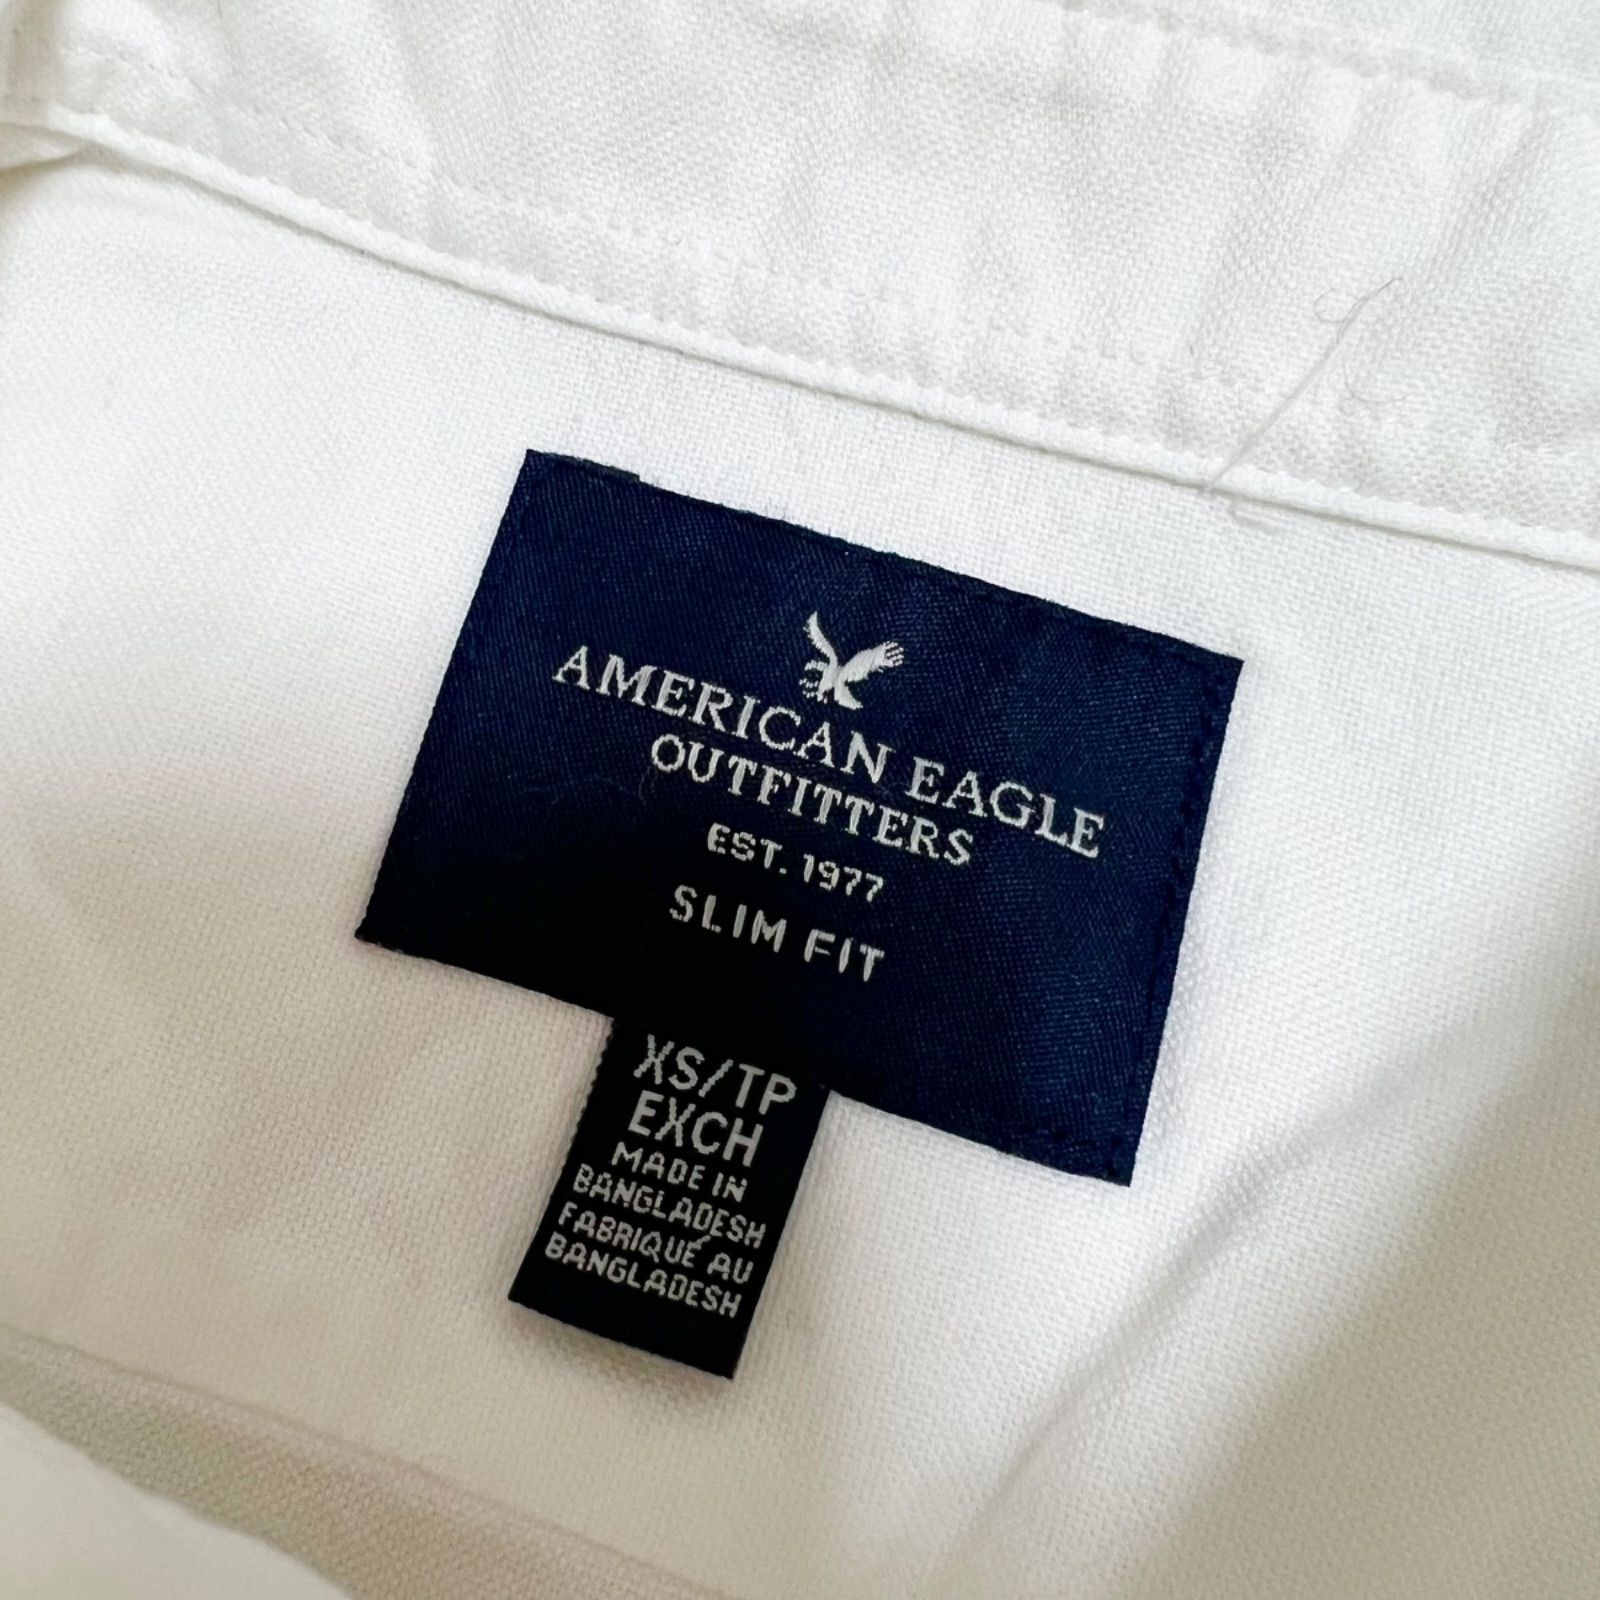 AMERICAN EAGLE
OUTFITTERS
EST. 1977
SLIM FIT
XS/TP
EXCH
MADE IN
BANGLADESH
FABRIQUÉ AU
BANGLADESH